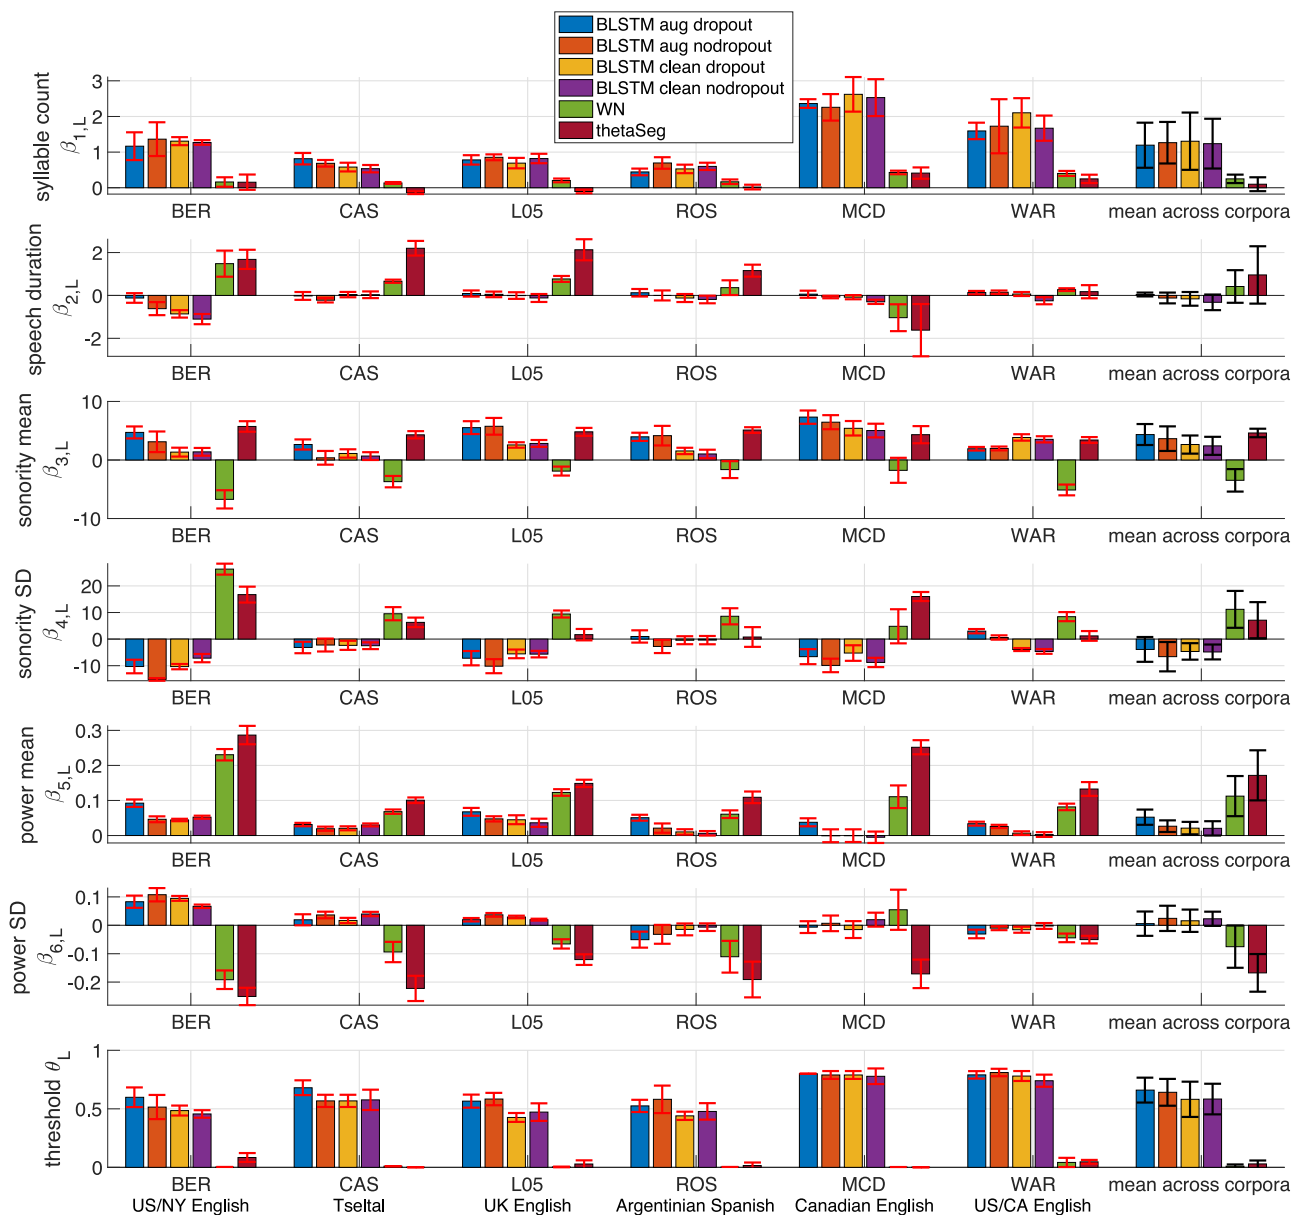 BLSTM aug dropout
BLSTM aug nodropout
BLSTM clean dropout
BLSTM clean nodropout
WN
thetaSeg
syllable count
β1,L
3
2
1
0
BER CAS L05 ROS MCD WAR mean across corpora
speech duration
β2,L
2
0
-2
BER CAS L05 ROS MCD WAR mean across corpora
sonority mean
β3,L
10
0
-10
BER CAS L05 ROS MCD WAR mean across corpora
sonority SD
β4,L
20
10
0
-10
BER CAS L05 ROS MCD WAR mean across corpora
power mean
β5,L
0.3
0.2
0.1
0
BER CAS L05 ROS MCD WAR mean across corpora
power SD
β6,L
0.1
0
-0.1
-0.2
BER CAS L05 ROS MCD WAR mean across corpora
threshold θL
1
0.5
0
BER CAS L05 ROS MCD WAR mean across corpora
US/NY English Tseltal UK English Argentinian Spanish Canadian English US/CA English